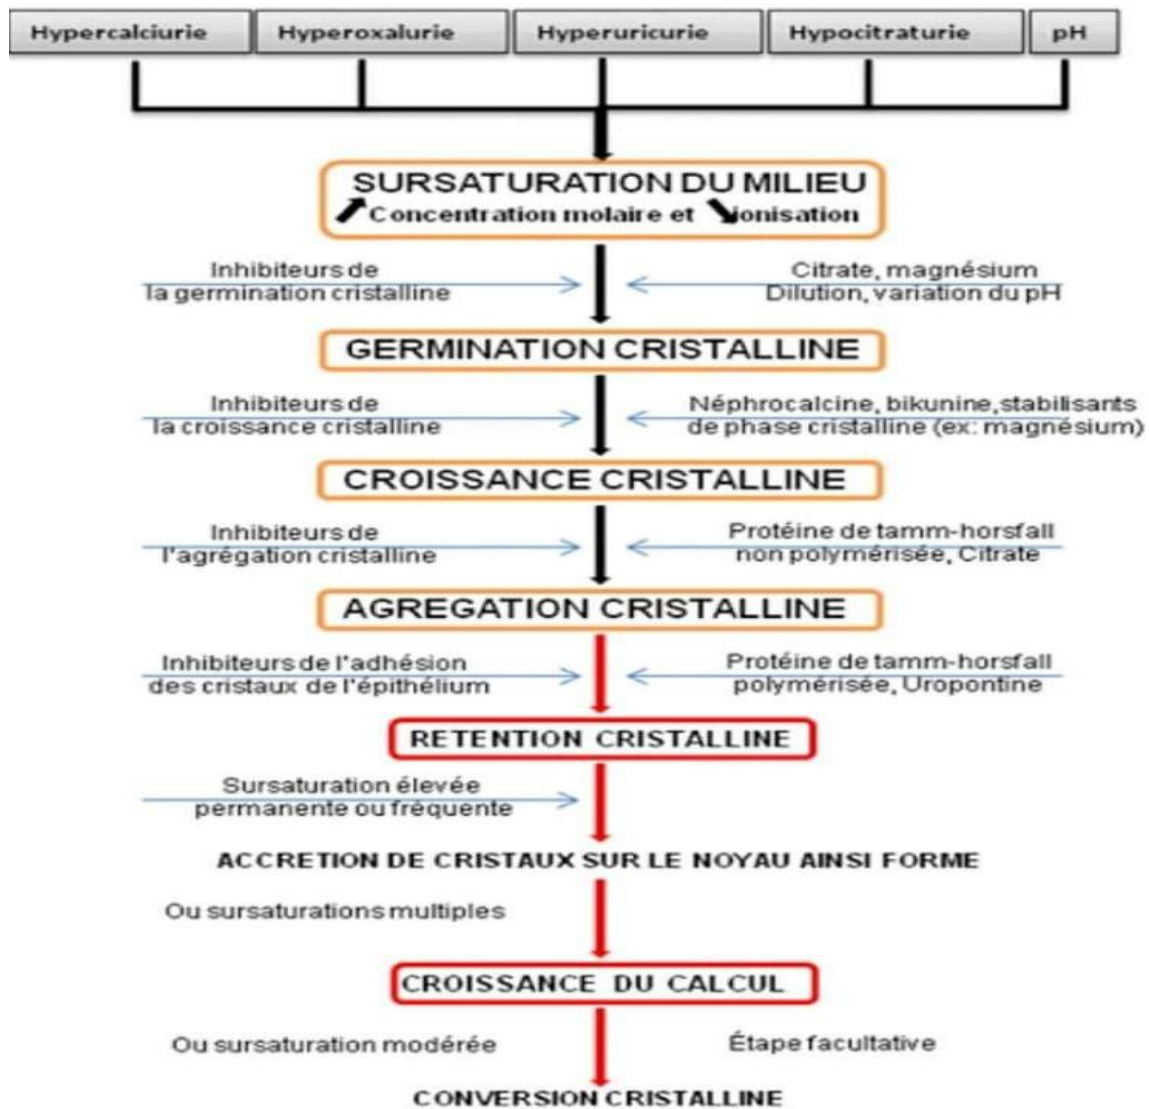 Hypercalciurie Hyperoxalurie Hyperuricurie Hypocitraturie pH
SURSATURATION DU MILIEU
Concentration molaire et ionisation
Inhibiteurs de
la germination cristalline
Citrate, magnésium
Dilution, variation du pH
GERMINATION CRISTALLINE
Inhibiteurs de
la croissance cristalline
Néphrocalcine, bikunine, stabilisants
de phase cristalline (ex: magnésium)
CROISSANCE CRISTALLINE
Inhibiteurs de
l'agrégation cristalline
Protéine de tamm-horsfall
non polymérisée, Citrate
AGREGATION CRISTALLINE
Inhibiteurs de l'adhésion
des cristaux de l'épithélium
Protéine de tamm-horsfall
polymérisée, Uropontine
RETENTION CRISTALLINE
Sursaturation élevée
permanente ou fréquente
ACCRETION DE CRISTAUX SUR LE NOYAU AINSI FORME
Ou sursaturations multiples
CROISSANCE DU CALCUL
Ou sursaturation modérée
Étape facultative
CONVERSION CRISTALLINE